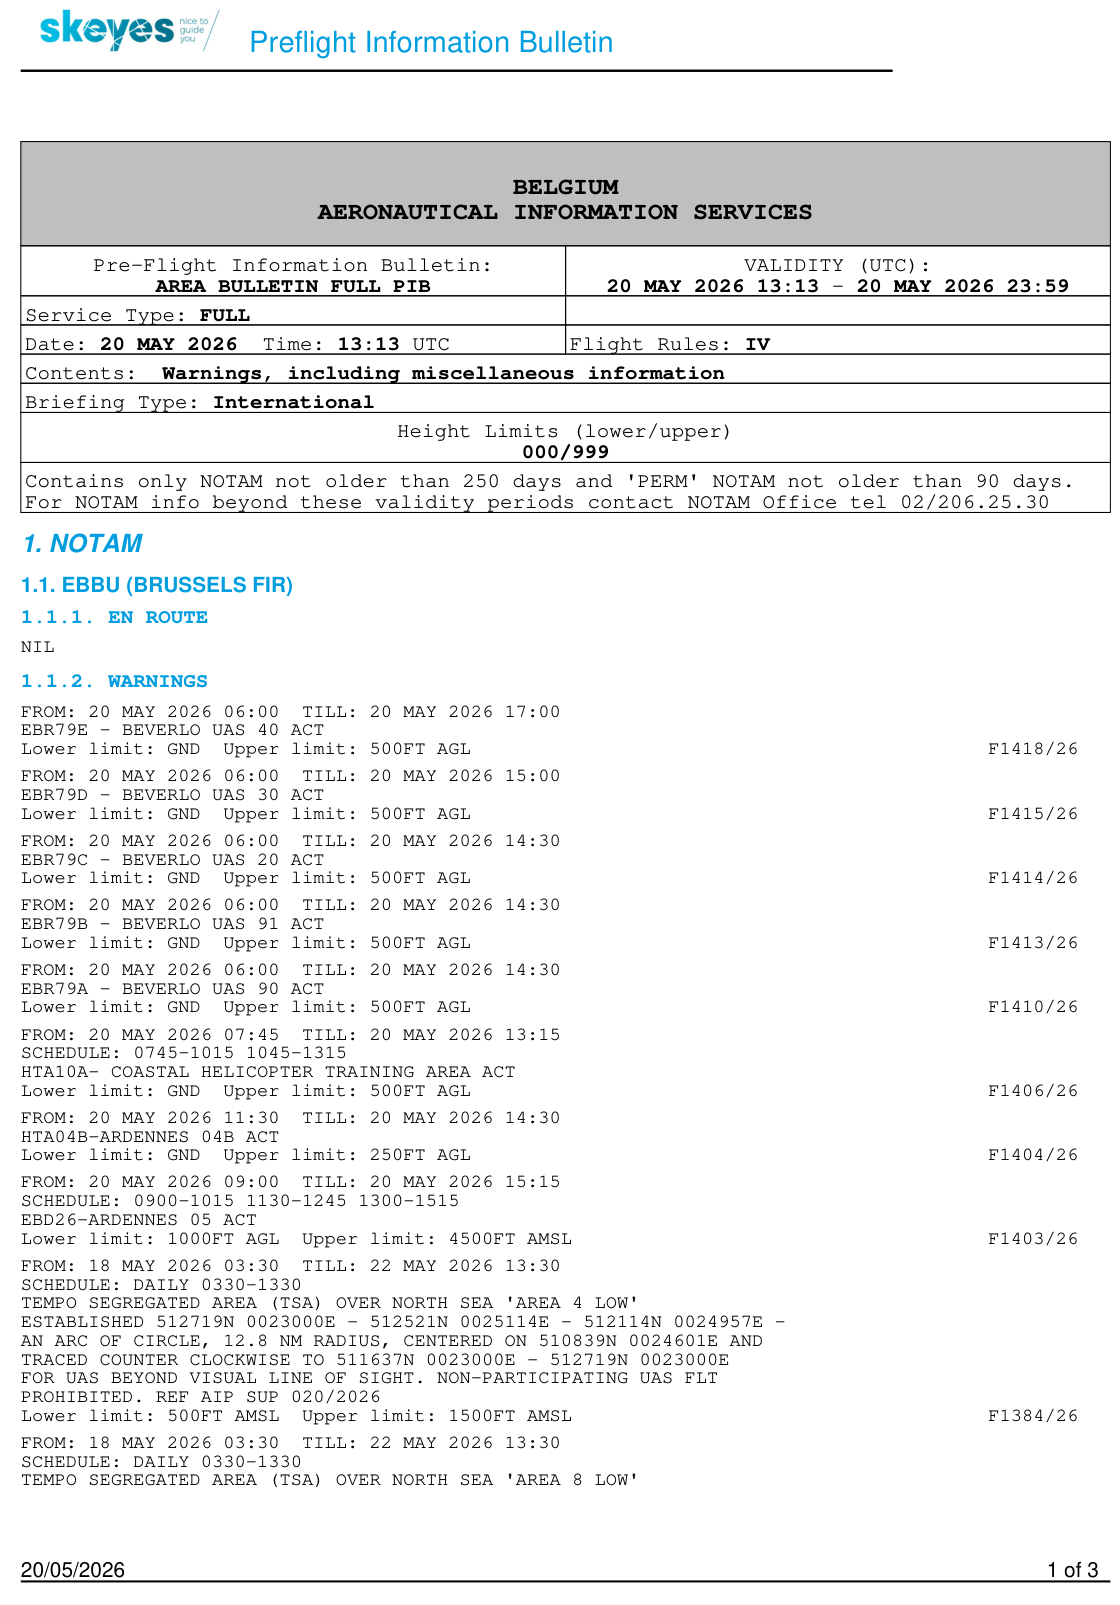 skeyes nice to guide you
Preflight Information Bulletin
BELGIUM
AERONAUTICAL INFORMATION SERVICES
Pre-Flight Information Bulletin:
AREA BULLETIN FULL PIB
VALIDITY (UTC):
20 MAY 2026 13:13 - 20 MAY 2026 23:59
Service Type: FULL
Date: 20 MAY 2026 Time: 13:13 UTC
Flight Rules: IV
Contents: Warnings, including miscellaneous information
Briefing Type: International
Height Limits (lower/upper)
000/999
Contains only NOTAM not older than 250 days and 'PERM' NOTAM not older than 90 days.
For NOTAM info beyond these validity periods contact NOTAM Office tel 02/206.25.30
1. NOTAM
1.1. EBBU (BRUSSELS FIR)
1.1.1. EN ROUTE
NIL
1.1.2. WARNINGS
FROM: 20 MAY 2026 06:00 TILL: 20 MAY 2026 17:00
EBR79E - BEVERLO UAS 40 ACT
Lower limit: GND Upper limit: 500FT AGL F1418/26
FROM: 20 MAY 2026 06:00 TILL: 20 MAY 2026 15:00
EBR79D - BEVERLO UAS 30 ACT
Lower limit: GND Upper limit: 500FT AGL F1415/26
FROM: 20 MAY 2026 06:00 TILL: 20 MAY 2026 14:30
EBR79C - BEVERLO UAS 20 ACT
Lower limit: GND Upper limit: 500FT AGL F1414/26
FROM: 20 MAY 2026 06:00 TILL: 20 MAY 2026 14:30
EBR79B - BEVERLO UAS 91 ACT
Lower limit: GND Upper limit: 500FT AGL F1413/26
FROM: 20 MAY 2026 06:00 TILL: 20 MAY 2026 14:30
EBR79A - BEVERLO UAS 90 ACT
Lower limit: GND Upper limit: 500FT AGL F1410/26
FROM: 20 MAY 2026 07:45 TILL: 20 MAY 2026 13:15
SCHEDULE: 0745-1015 1045-1315
HTA10A- COASTAL HELICOPTER TRAINING AREA ACT
Lower limit: GND Upper limit: 500FT AGL F1406/26
FROM: 20 MAY 2026 11:30 TILL: 20 MAY 2026 14:30
HTA04B-ARDENNES 04B ACT
Lower limit: GND Upper limit: 250FT AGL F1404/26
FROM: 20 MAY 2026 09:00 TILL: 20 MAY 2026 15:15
SCHEDULE: 0900-1015 1130-1245 1300-1515
EBD26-ARDENNES 05 ACT
Lower limit: 1000FT AGL Upper limit: 4500FT AMSL F1403/26
FROM: 18 MAY 2026 03:30 TILL: 22 MAY 2026 13:30
SCHEDULE: DAILY 0330-1330
TEMPO SEGREGATED AREA (TSA) OVER NORTH SEA 'AREA 4 LOW'
ESTABLISHED 512719N 0023000E - 512521N 0025114E - 512114N 0024957E -
AN ARC OF CIRCLE, 12.8 NM RADIUS, CENTERED ON 510839N 0024601E AND
TRACED COUNTER CLOCKWISE TO 511637N 0023000E - 512719N 0023000E
FOR UAS BEYOND VISUAL LINE OF SIGHT. NON-PARTICIPATING UAS FLT
PROHIBITED. REF AIP SUP 020/2026
Lower limit: 500FT AMSL Upper limit: 1500FT AMSL F1384/26
FROM: 18 MAY 2026 03:30 TILL: 22 MAY 2026 13:30
SCHEDULE: DAILY 0330-1330
TEMPO SEGREGATED AREA (TSA) OVER NORTH SEA 'AREA 8 LOW'
20/05/2026
1 of 3